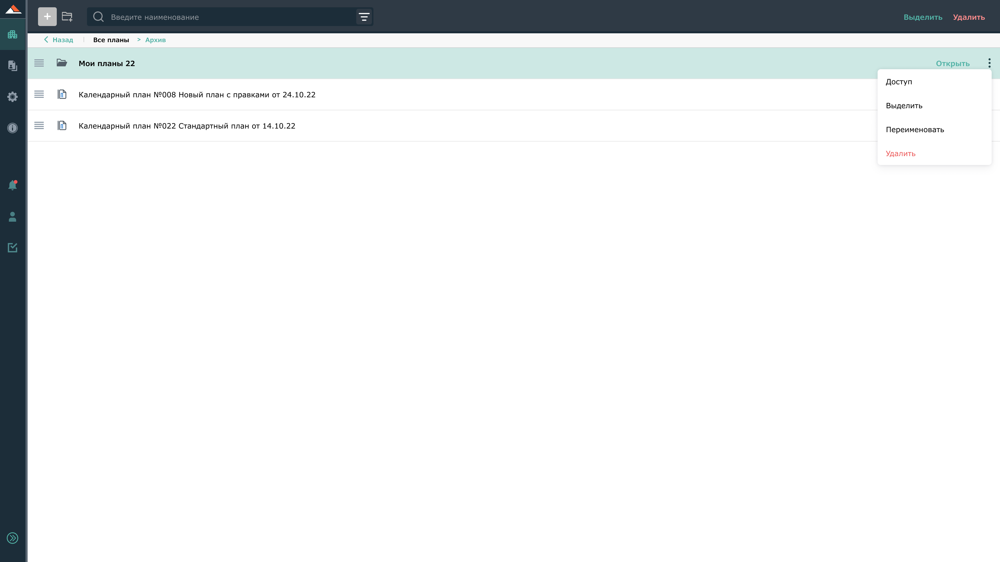 Введите наименование
Выделить Удалить
Назад | Все планы > Архив
Мои планы 22 Открыть
Доступ
Календарный план №008 Новый план с правками от 24.10.22
Выделить
Календарный план №022 Стандартный план от 14.10.22
Переименовать
Удалить